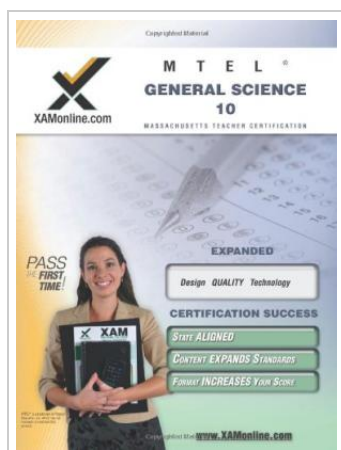 Copyrighted Material
MTEL®
GENERAL SCIENCE
10
MASSACHUSETTS TEACHER CERTIFICATION
XAMonline.com
PASS
THE FIRST
TIME!
EXPANDED
Design QUALITY Technology
CERTIFICATION SUCCESS
STATE ALIGNED
CONTENT EXPANDS STANDARDS
FORMAT INCREASES YOUR SCORE
XAM
Copyrighted
www.XAMonline.com